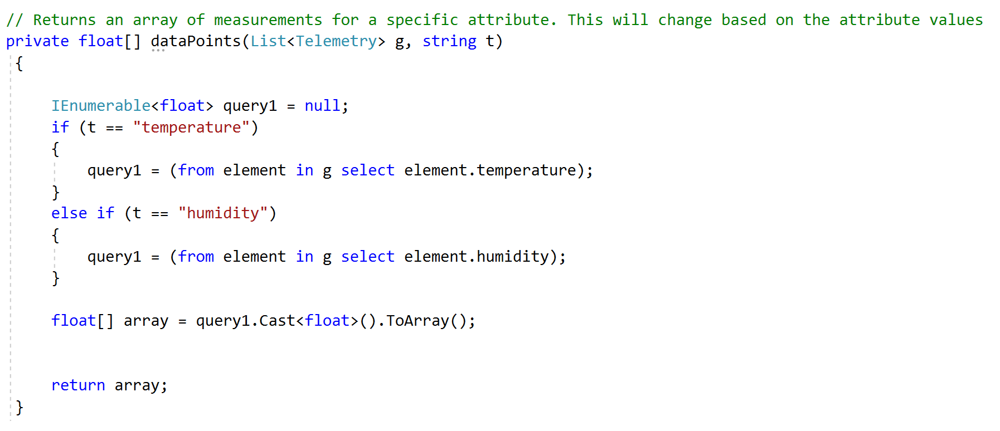 // Returns an array of measurements for a specific attribute. This will change based on the attribute values
private float[] dataPoints(List<Telemetry> g, string t)
{
IEnumerable<float> query1 = null;
if (t == "temperature")
{
query1 = (from element in g select element.temperature);
}
else if (t == "humidity")
{
query1 = (from element in g select element.humidity);
}
float[] array = query1.Cast<float>().ToArray();
return array;
}